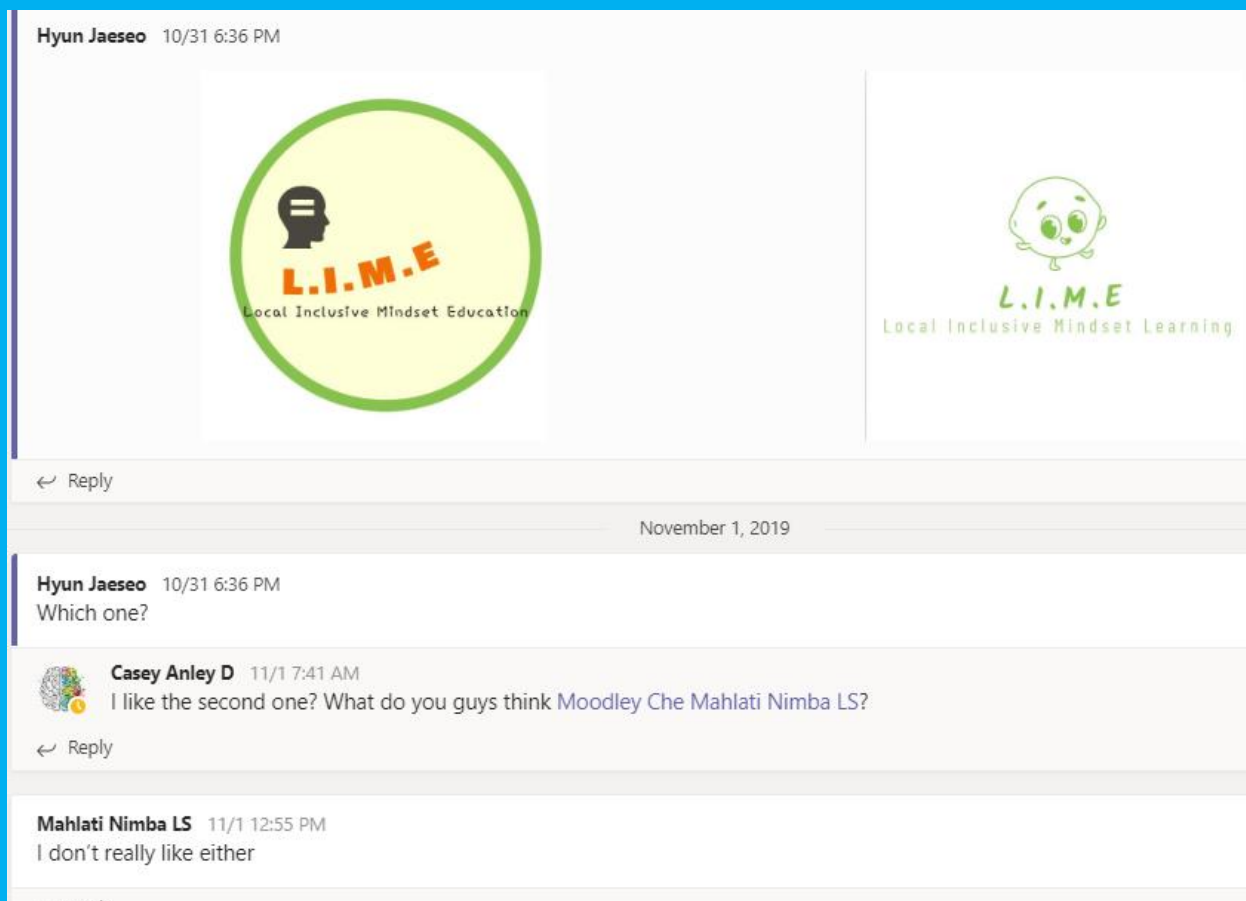 Hyun Jaeseo 10/31 6:36 PM
L.I.M.E
Local Inclusive Mindset Education
L.I.M.E
Local Inclusive Mindset Learning
Reply
November 1, 2019
Hyun Jaeseo 10/31 6:36 PM
Which one?
Casey Anley D 11/1 7:41 AM
I like the second one? What do you guys think Moodley Che Mahlati Nimba LS?
Reply
Mahlati Nimba LS 11/1 12:55 PM
I don't really like either